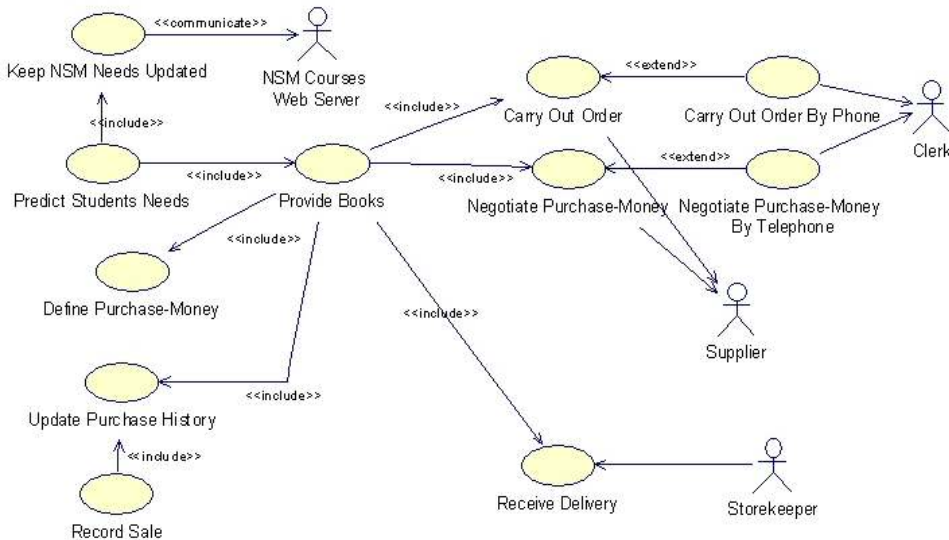 <<communicate>>
Keep NSM Needs Updated
NSM Courses
Web Server
<<include>>
<<include>>
Carry Out Order
<<extend>>
Carry Out Order By Phone
Clerk
Predict Students Needs
<<include>>
Provide Books
<<include>>
Negotiate Purchase-Money
<<extend>>
Negotiate Purchase-Money
By Telephone
<<include>>
Define Purchase-Money
<<include>>
Supplier
Update Purchase History
<<include>>
<<include>>
Record Sale
Receive Delivery
Storekeeper